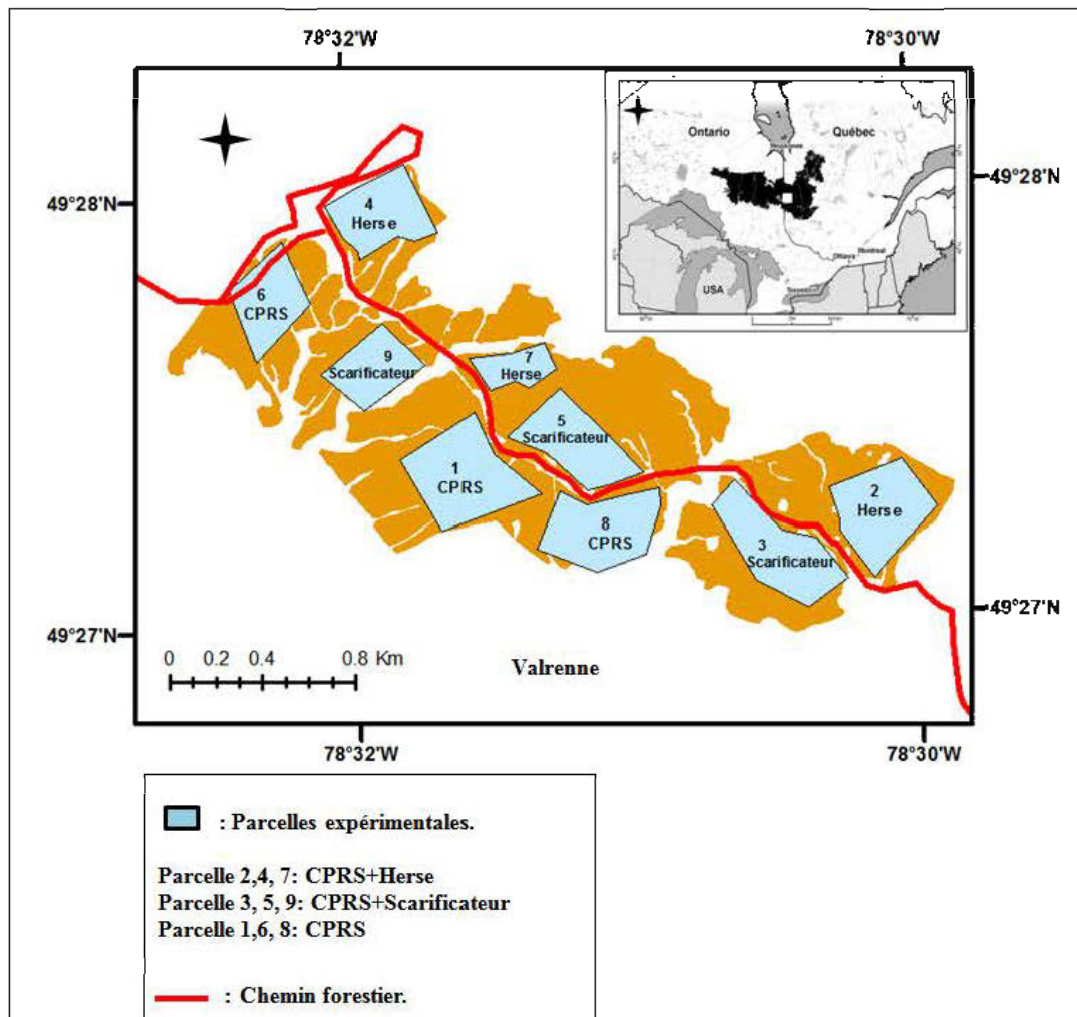 78°32'W
78°30'W
49°28'N
49°28'N
Ontario
Québec
Ottawa
Montréal
USA
4
Herse
6
CPRS
9
Scarificateur
7
Herse
5
Scarificateur
1
CPRS
8
CPRS
2
Herse
3
Scarificateur
49°27'N
49°27'N
0 0.2 0.4 0.8 Km
Valrenne
78°32'W
78°30'W
: Parcelles expérimentales.
Parcelle 2,4, 7: CPRS+Herse
Parcelle 3, 5, 9: CPRS+Scarificateur
Parcelle 1,6, 8: CPRS
: Chemin forestier.